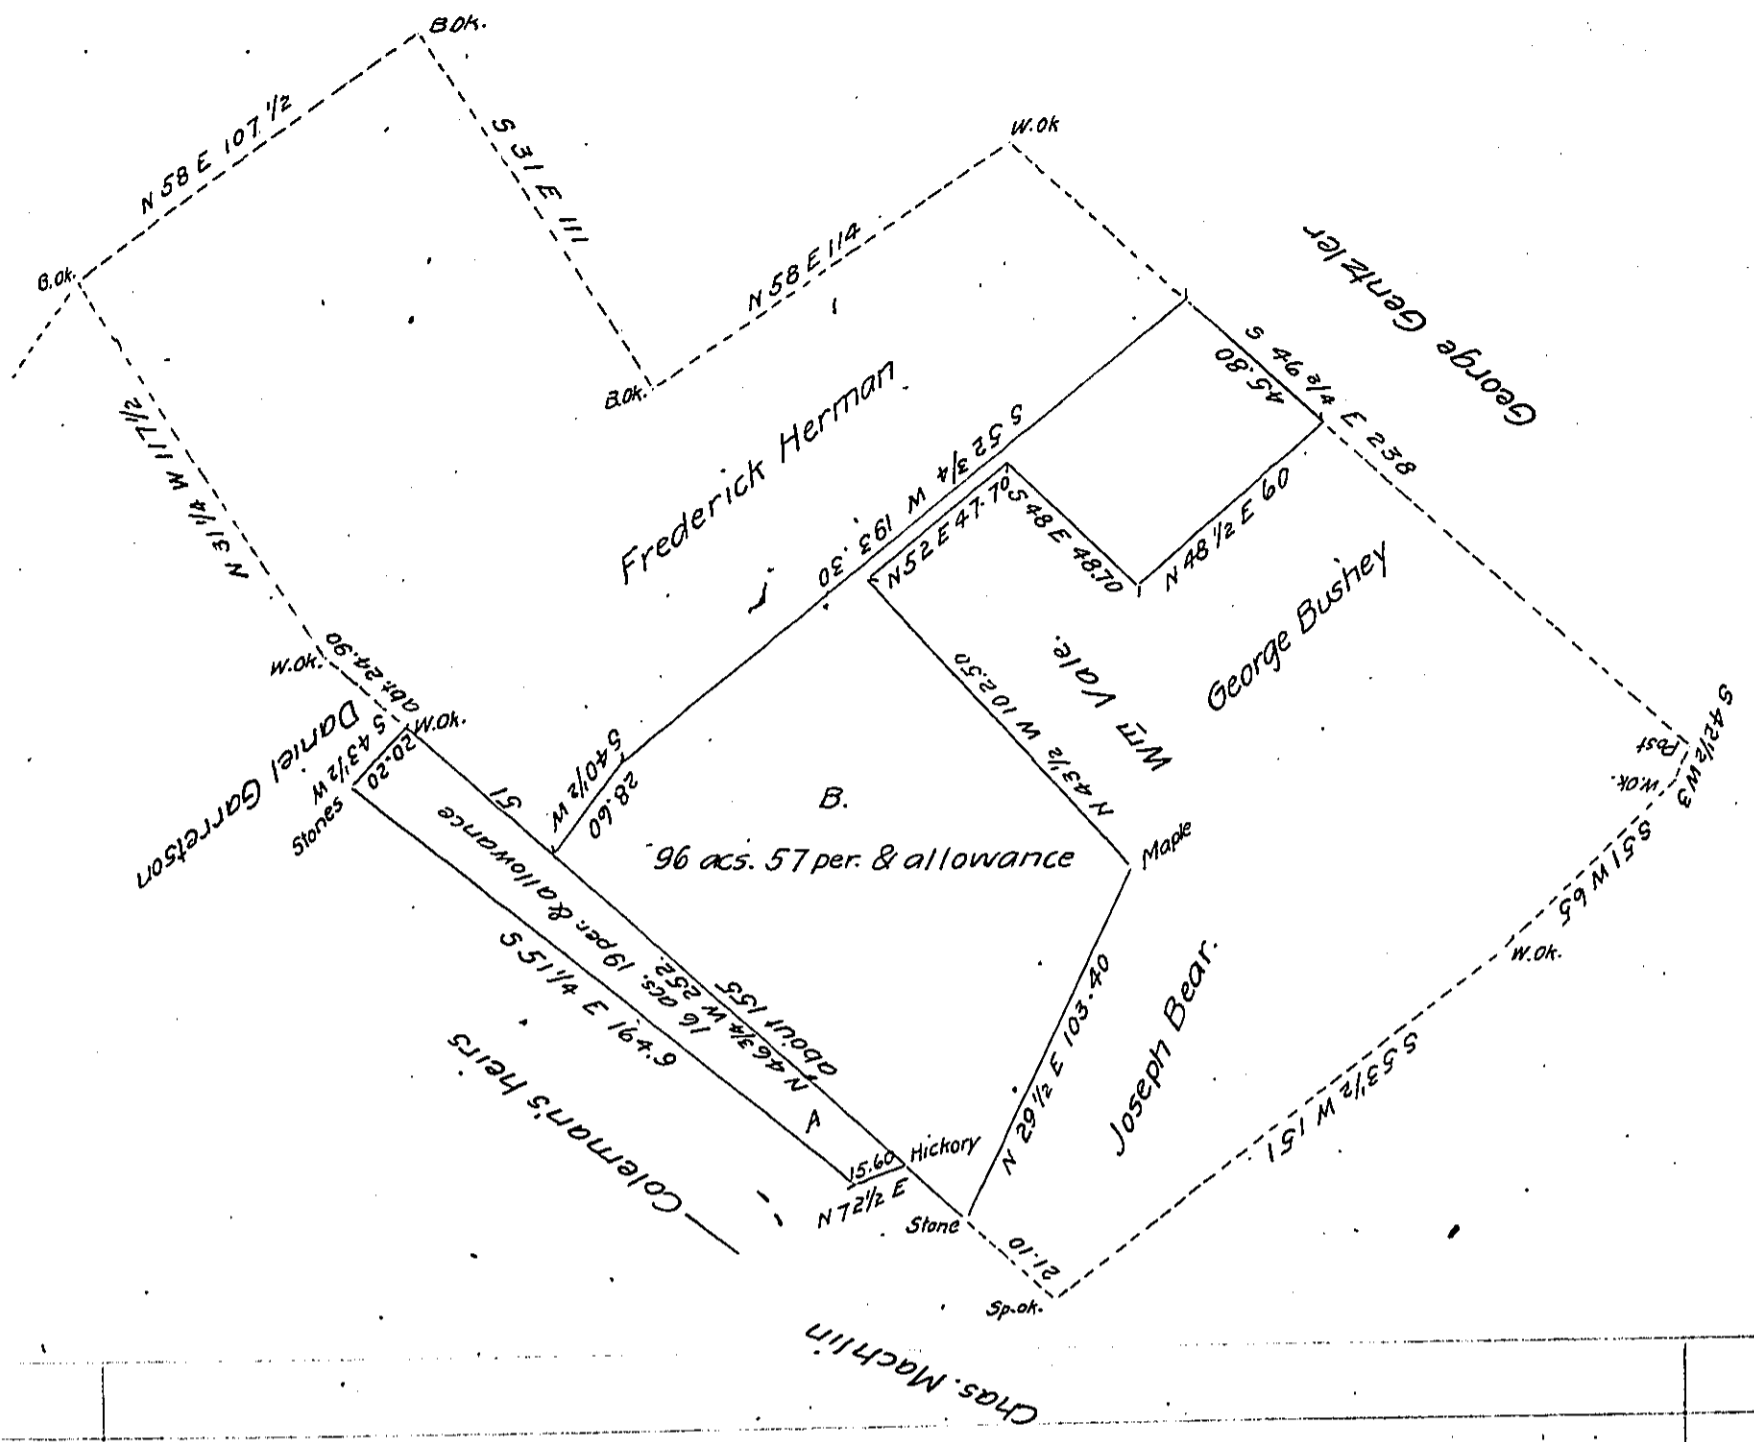 B.Ok.
N 58 E 107 1/2
S 31 E 111
W.Ok
N 58 E 114
B.Ok.
B.Ok.
George Gentzler
S 46 1/2 E 238
45.80
Frederick Herman
S 52 3/4 W 193.30
N 52 E 47.70
S 48 E 48.70
N 48 1/2 E 60
N 31 1/4 W 117 1/2
George Bushey
Wm Vale.
N 43 1/2 W 102.50
W.Ok.
abt. 24.90
W.Ok.
Daniel Garretson
S 43 1/2 W
20.20
Stones
51
S 40 1/2 W
28.60
B.
96 acs. 57 per. & allowance
Maple
Post
S 42 1/2 W 3
W.Ok.
S 51 W 65
W.Ok.
16 acs. 19 per. & allowance
N 46 3/4 W 252.
about 155
S 51 1/4 E 194.6
A
N 29 1/2 E 103.40
Joseph Bear.
S 53 1/2 W 151
Coleman's heirs
15.60
Hickory
N 72 1/2 E
Stone
21.10
Sp.ok.
Chas. Machlin